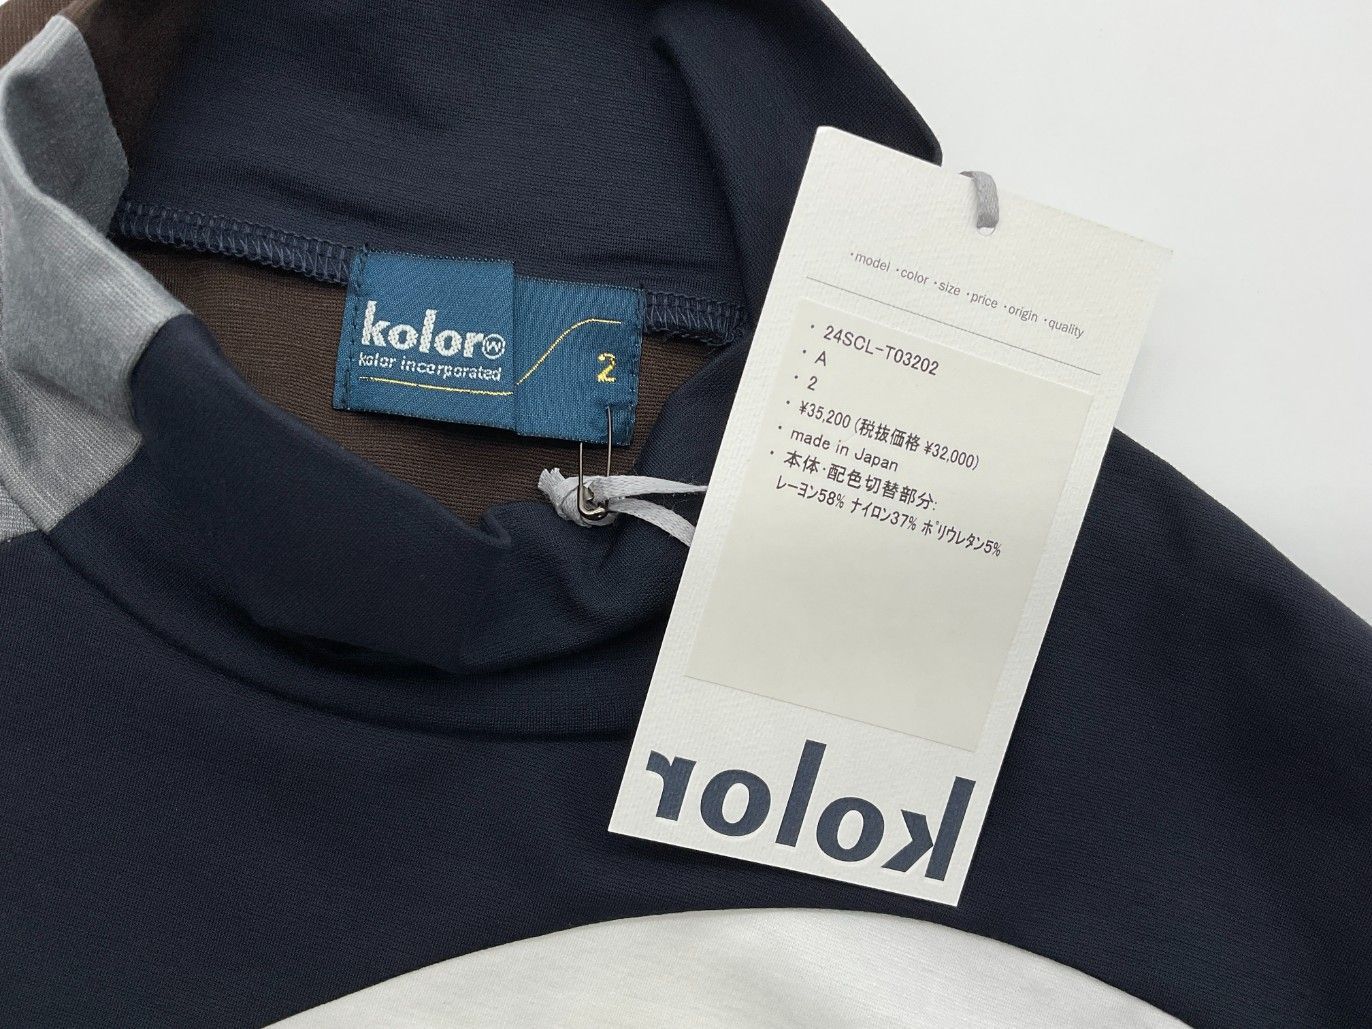 kolor
kolor incorporated
2
·model ·color ·size ·price ·origin ·quality
· 24SCL-T03202
· A
· 2
· ¥35,200 (税抜価格 ¥32,000)
· made in Japan
· 本体・配色切替部分:
レーヨン58% ナイロン37% ポリウレタン5%
kolor